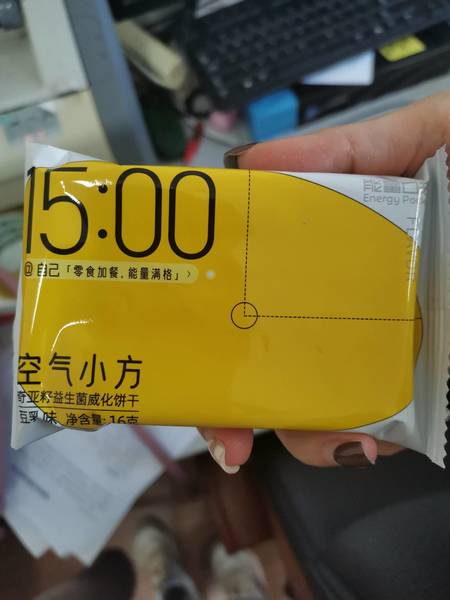 15:00
@自己「零食加餐,能量满格」>
Energy Pack
空气小方
奇亚籽益生菌威化饼干
豆乳味 净含量:16克